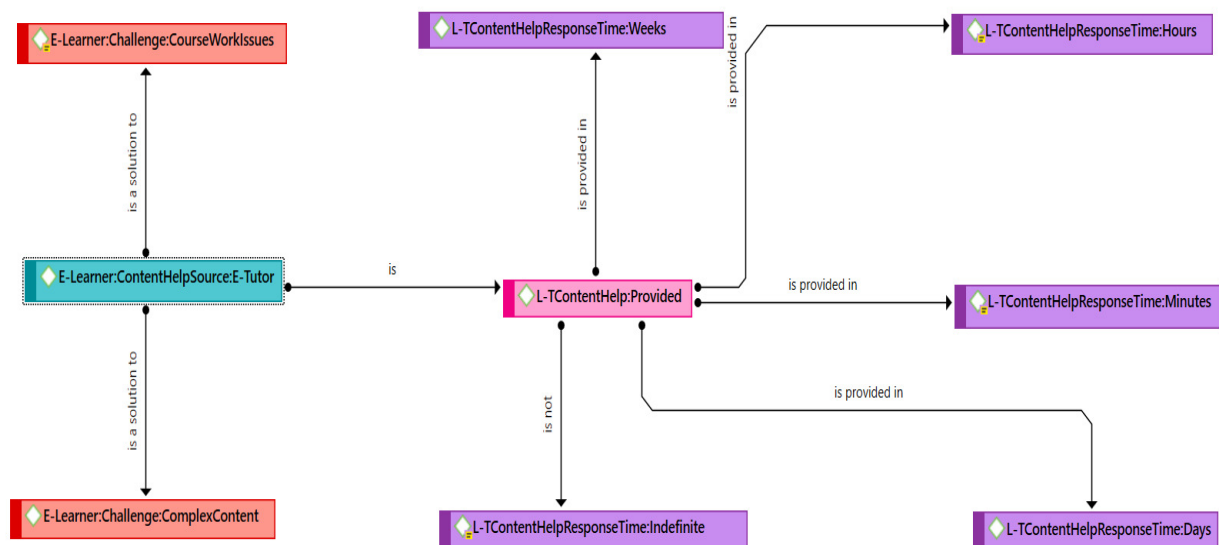 E-Learner:Challenge:CourseWorkIssues
L-TContentHelpResponseTime:Weeks
L-TContentHelpResponseTime:Hours
is a solution to
is provided in
is provided in
E-Learner:ContentHelpSource:E-Tutor
is
L-TContentHelp:Provided
is provided in
L-TContentHelpResponseTime:Minutes
is a solution to
is not
is provided in
E-Learner:Challenge:ComplexContent
L-TContentHelpResponseTime:Indefinite
L-TContentHelpResponseTime:Days